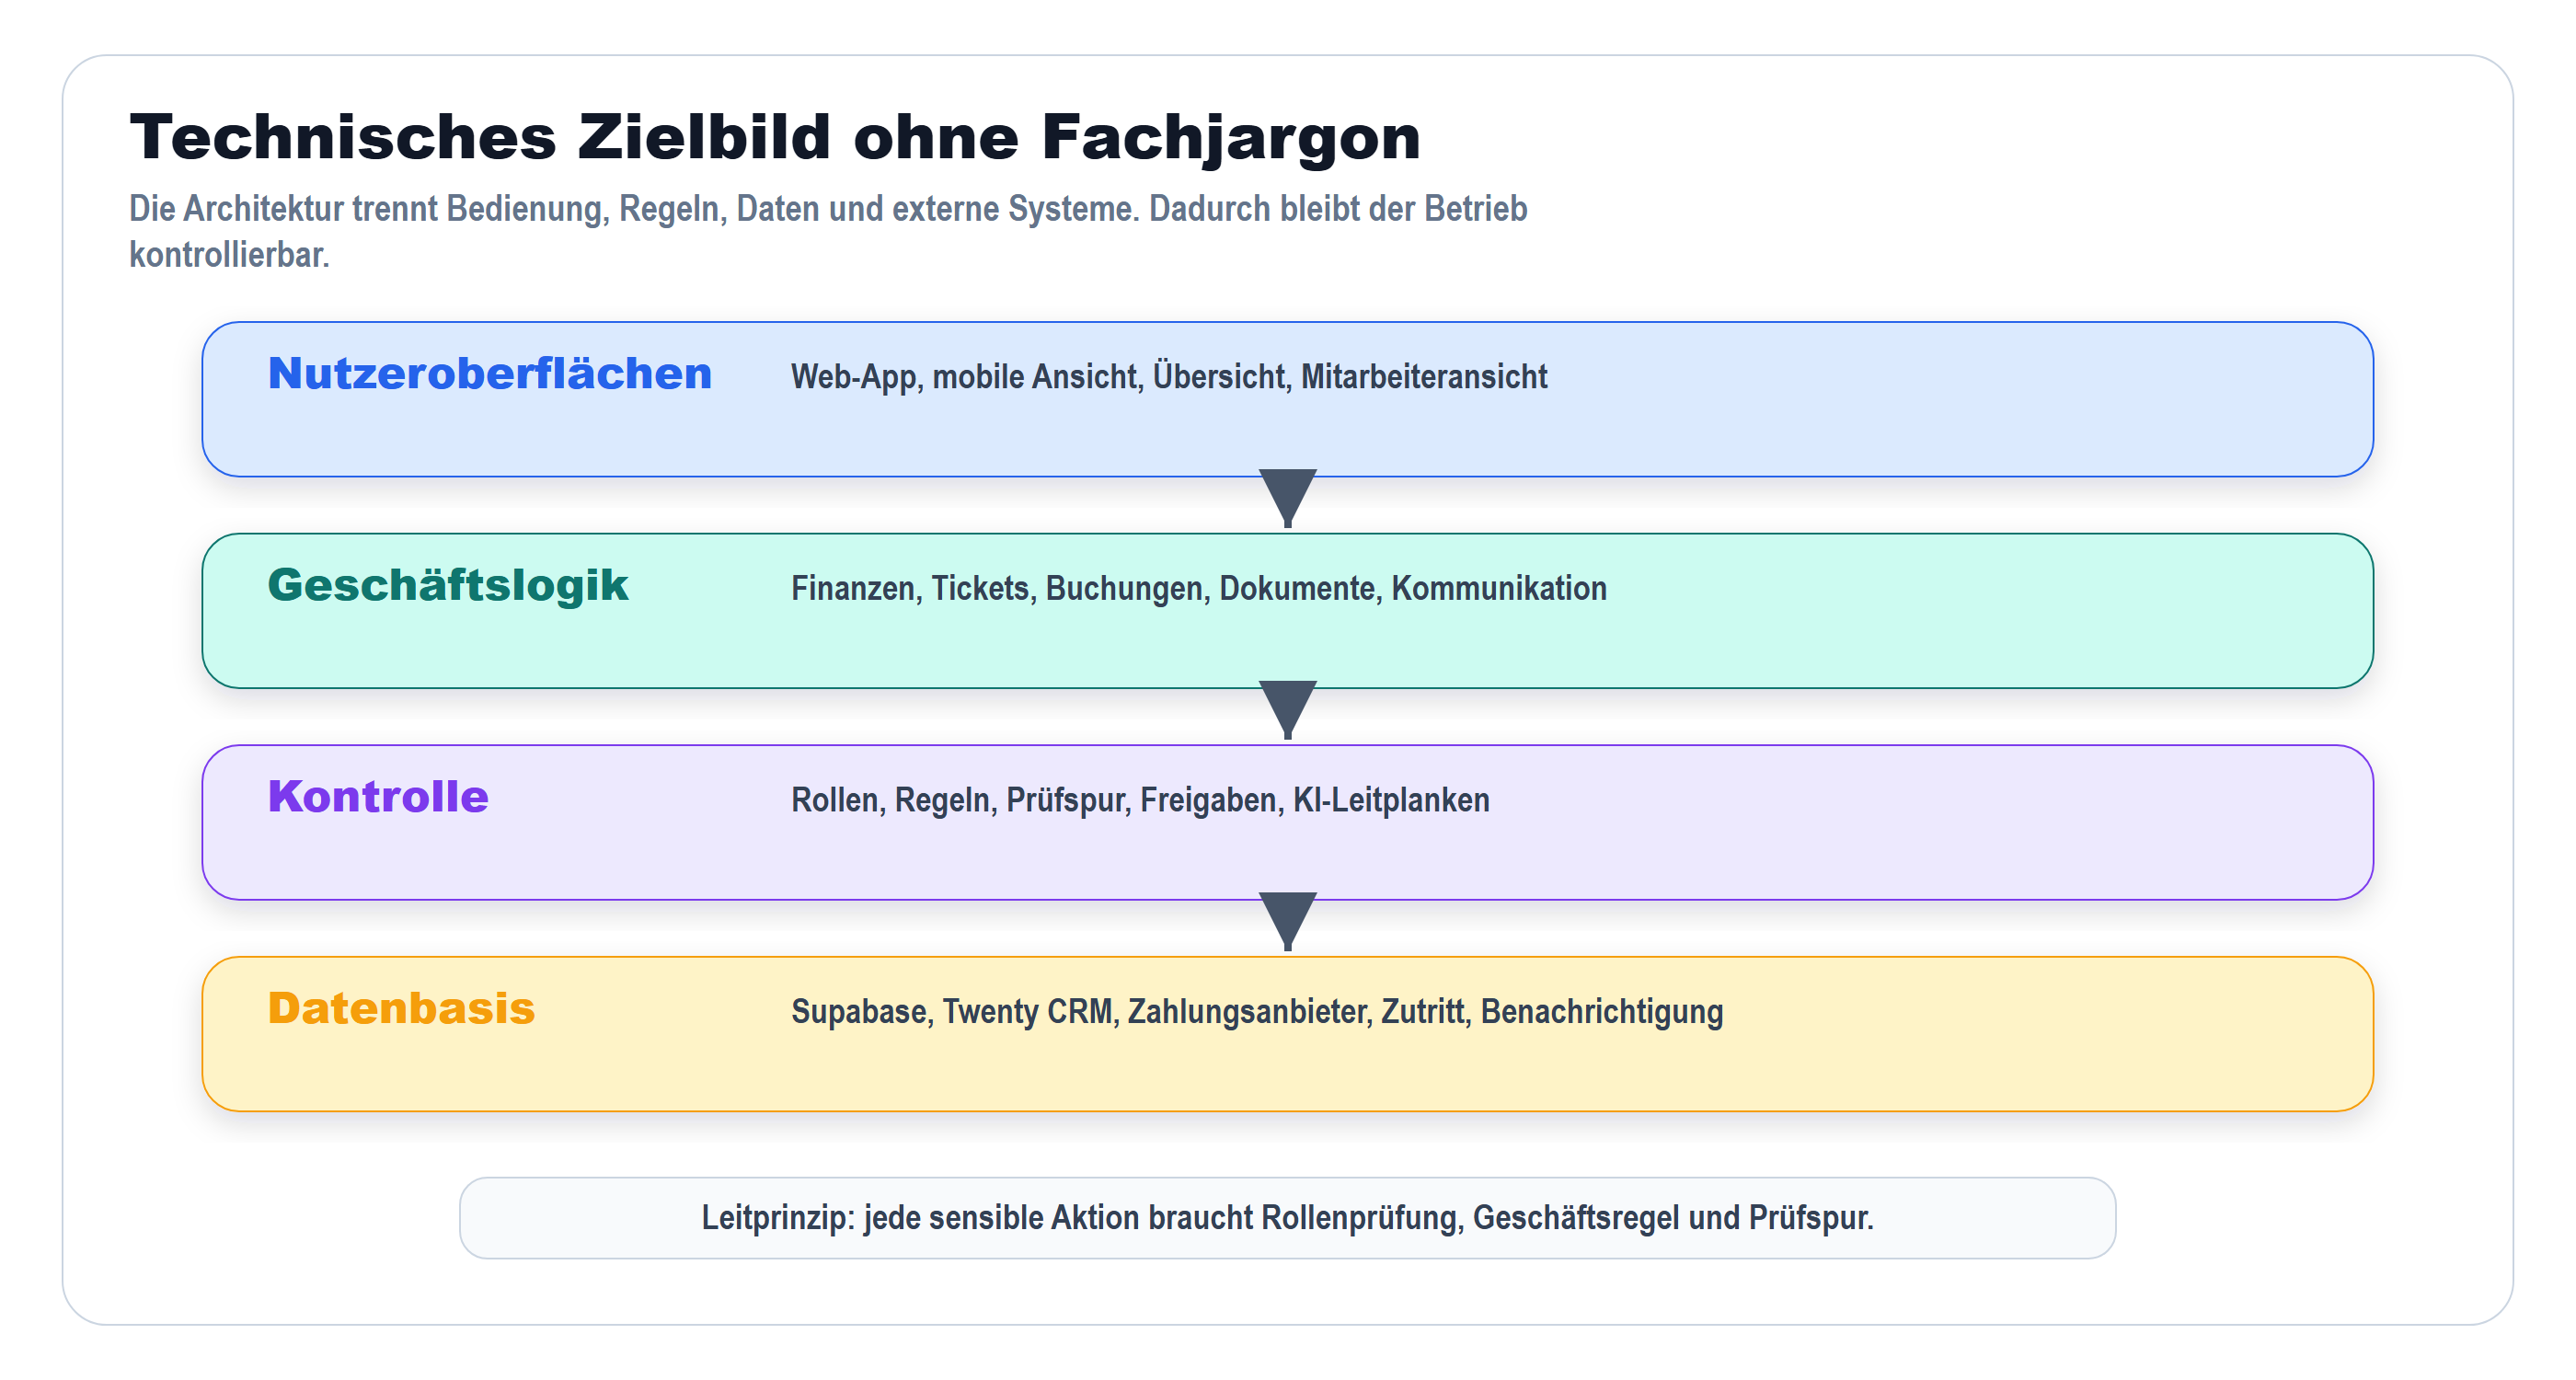 Technisches Zielbild ohne Fachjargon
Die Architektur trennt Bedienung, Regeln, Daten und externe Systeme. Dadurch bleibt der Betrieb
kontrollierbar.
Nutzeroberflächen
Web-App, mobile Ansicht, Übersicht, Mitarbeiteransicht
Geschäftslogik
Finanzen, Tickets, Buchungen, Dokumente, Kommunikation
Kontrolle
Rollen, Regeln, Prüfspur, Freigaben, KI-Leitplanken
Datenbasis
Supabase, Twenty CRM, Zahlungsanbieter, Zutritt, Benachrichtigung
Leitprinzip: jede sensible Aktion braucht Rollenprüfung, Geschäftsregel und Prüfspur.